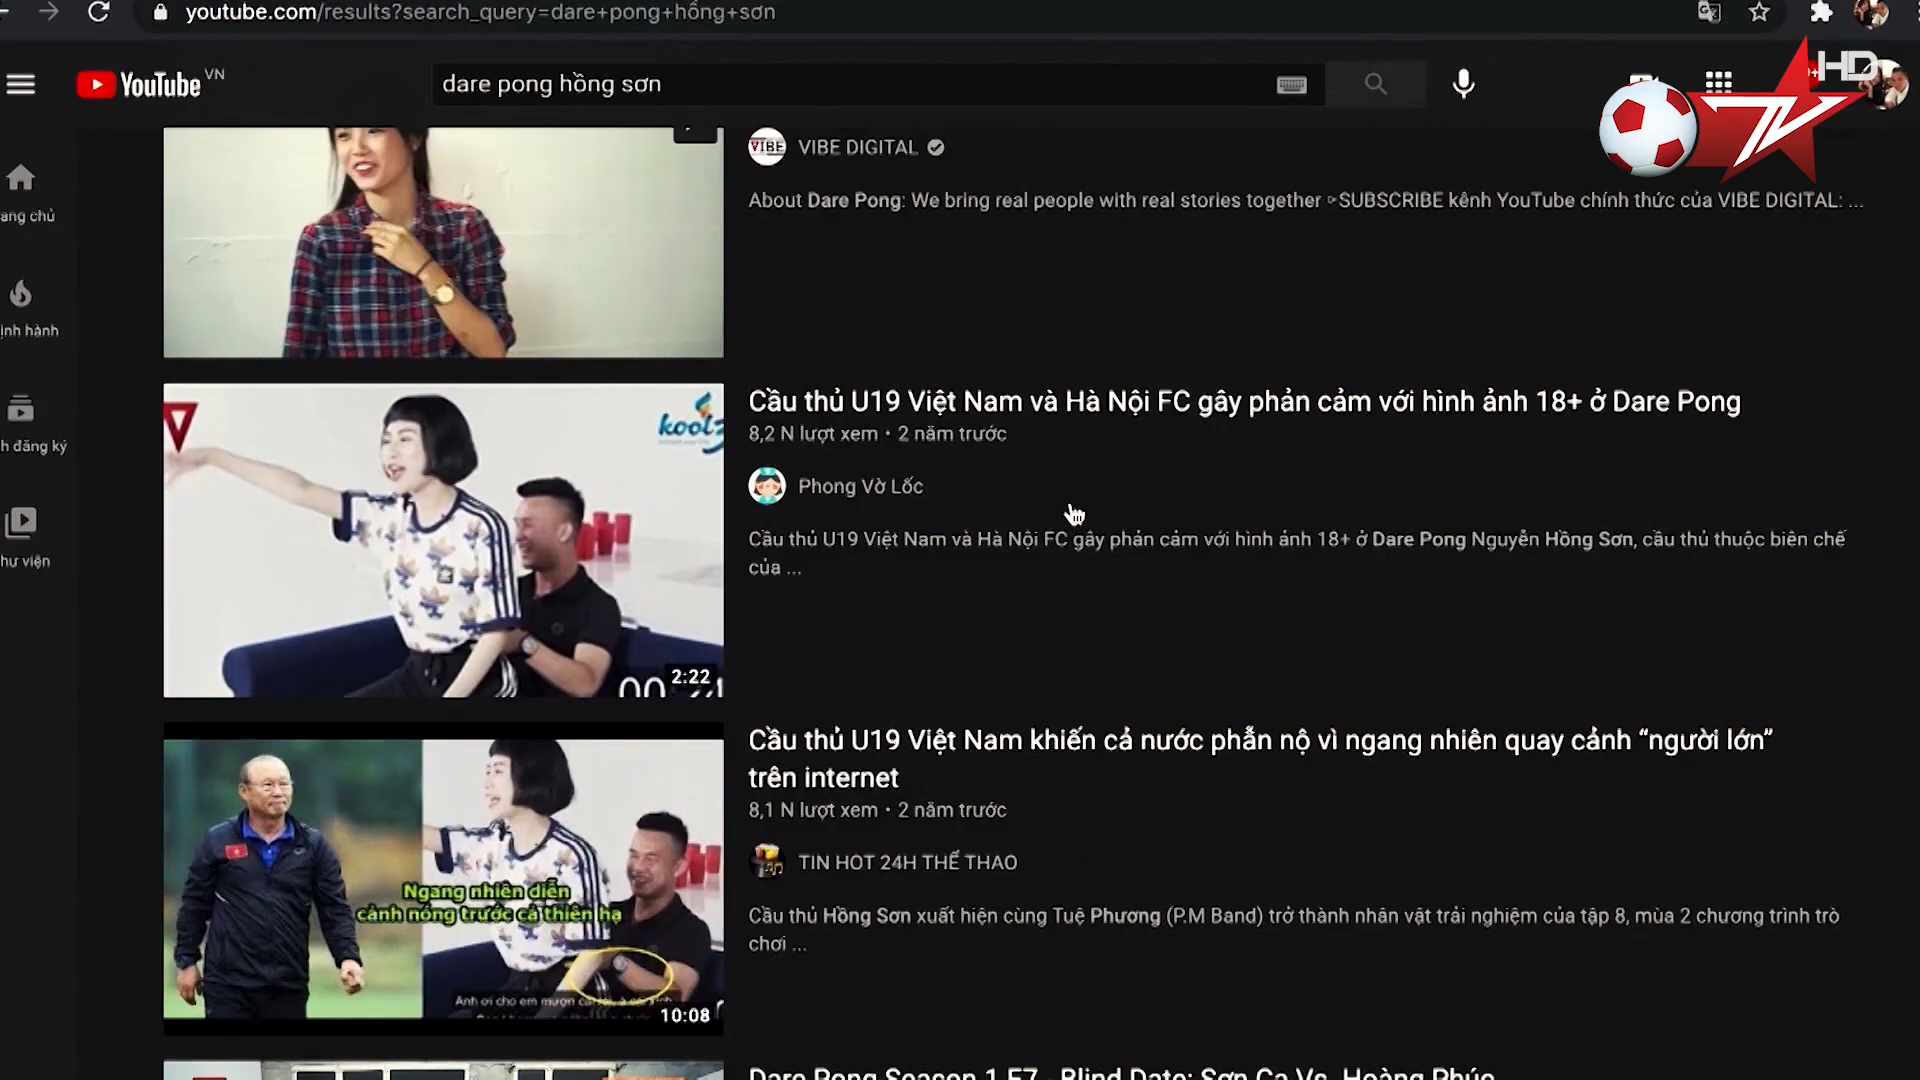 youtube.com/results?search_query=dare+pong+hồng+sơn
YouTube VN
dare pong hồng sơn
HD
TV
ang chủ
ịnh hành
h đăng ký
hư viện
VIBE
VIBE DIGITAL
About Dare Pong: We bring real people with real stories together ▹SUBSCRIBE kênh YouTube chính thức của VIBE DIGITAL: ...
kool
2:22
Cầu thủ U19 Việt Nam và Hà Nội FC gây phản cảm với hình ảnh 18+ ở Dare Pong
8,2 N lượt xem • 2 năm trước
Phong Vờ Lốc
Cầu thủ U19 Việt Nam và Hà Nội FC gây phản cảm với hình ảnh 18+ ở Dare Pong Nguyễn Hồng Sơn, cầu thủ thuộc biên chế
của ...
Ngang nhiên diễn
cảnh nóng trước cả thiên hạ
10:08
Cầu thủ U19 Việt Nam khiến cả nước phẫn nộ vì ngang nhiên quay cảnh “người lớn”
trên internet
8,1 N lượt xem • 2 năm trước
TIN HOT 24H THỂ THAO
Cầu thủ Hồng Sơn xuất hiện cùng Tuệ Phương (P.M Band) trở thành nhân vật trải nghiệm của tập 8, mùa 2 chương trình trò
chơi ...
Dare Pong Season 1 E7 - Blind Date: Sơn Ca Vs. Hoàng Phúc